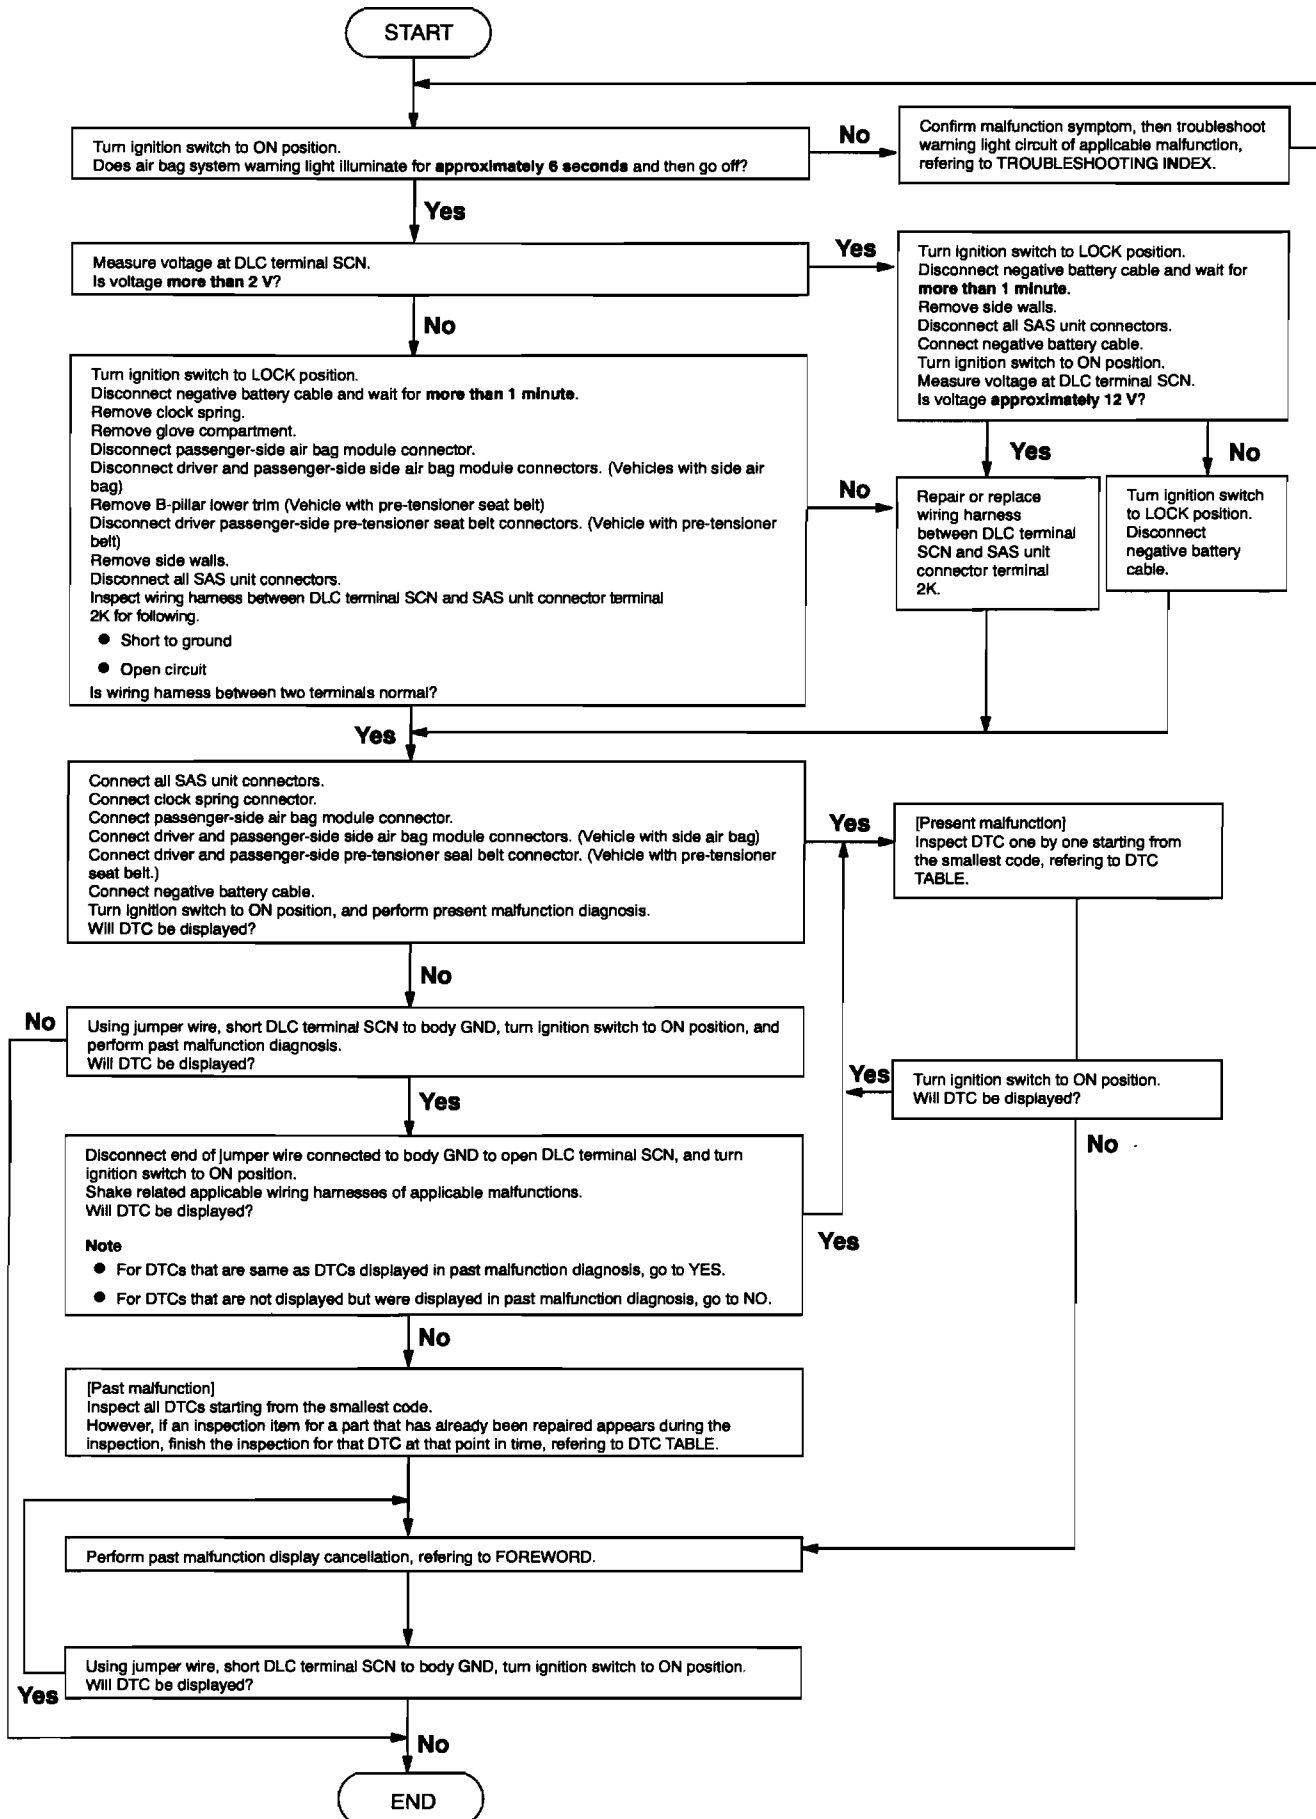 START
Turn ignition switch to ON position.
Does air bag system warning light illuminate for approximately 6 seconds and then go off?
No
Confirm malfunction symptom, then troubleshoot
warning light circuit of applicable malfunction,
refering to TROUBLESHOOTING INDEX.
Yes
Measure voltage at DLC terminal SCN.
Is voltage more than 2 V?
Yes
Turn ignition switch to LOCK position.
Disconnect negative battery cable and wait for
more than 1 minute.
Remove side walls.
Disconnect all SAS unit connectors.
Connect negative battery cable.
Turn ignition switch to ON position.
Measure voltage at DLC terminal SCN.
Is voltage approximately 12 V?
No
Turn ignition switch to LOCK position.
Disconnect negative battery cable and wait for more than 1 minute.
Remove clock spring.
Remove glove compartment.
Disconnect passenger-side air bag module connector.
Disconnect driver and passenger-side side air bag module connectors. (Vehicles with side air
bag)
Remove B-pillar lower trim (Vehicle with pre-tensioner seat belt)
Disconnect driver passenger-side pre-tensioner seat belt connectors. (Vehicle with pre-tensioner
belt)
Remove side walls.
Disconnect all SAS unit connectors.
Inspect wiring harness between DLC terminal SCN and SAS unit connector terminal
2K for following.
● Short to ground
● Open circuit
Is wiring harness between two terminals normal?
No
Yes
Repair or replace
wiring harness
between DLC terminal
SCN and SAS unit
connector terminal
2K.
No
Turn ignition switch
to LOCK position.
Disconnect
negative battery
cable.
Yes
Connect all SAS unit connectors.
Connect clock spring connector.
Connect passenger-side air bag module connector.
Connect driver and passenger-side side air bag module connectors. (Vehicle with side air bag)
Connect driver and passenger-side pre-tensioner seal belt connector. (Vehicle with pre-tensioner
seat belt.)
Connect negative battery cable.
Turn ignition switch to ON position, and perform present malfunction diagnosis.
Will DTC be displayed?
Yes
[Present malfunction]
Inspect DTC one by one starting from
the smallest code, refering to DTC
TABLE.
No
No
Using jumper wire, short DLC terminal SCN to body GND, turn ignition switch to ON position, and
perform past malfunction diagnosis.
Will DTC be displayed?
Yes
Turn ignition switch to ON position.
Will DTC be displayed?
No
Yes
Disconnect end of jumper wire connected to body GND to open DLC terminal SCN, and turn
ignition switch to ON position.
Shake related applicable wiring harnesses of applicable malfunctions.
Will DTC be displayed?
Note
● For DTCs that are same as DTCs displayed in past malfunction diagnosis, go to YES.
● For DTCs that are not displayed but were displayed in past malfunction diagnosis, go to NO.
Yes
No
[Past malfunction]
Inspect all DTCs starting from the smallest code.
However, if an inspection item for a part that has already been repaired appears during the
inspection, finish the inspection for that DTC at that point in time, refering to DTC TABLE.
Perform past malfunction display cancellation, refering to FOREWORD.
Using jumper wire, short DLC terminal SCN to body GND, turn ignition switch to ON position.
Will DTC be displayed?
Yes
No
END